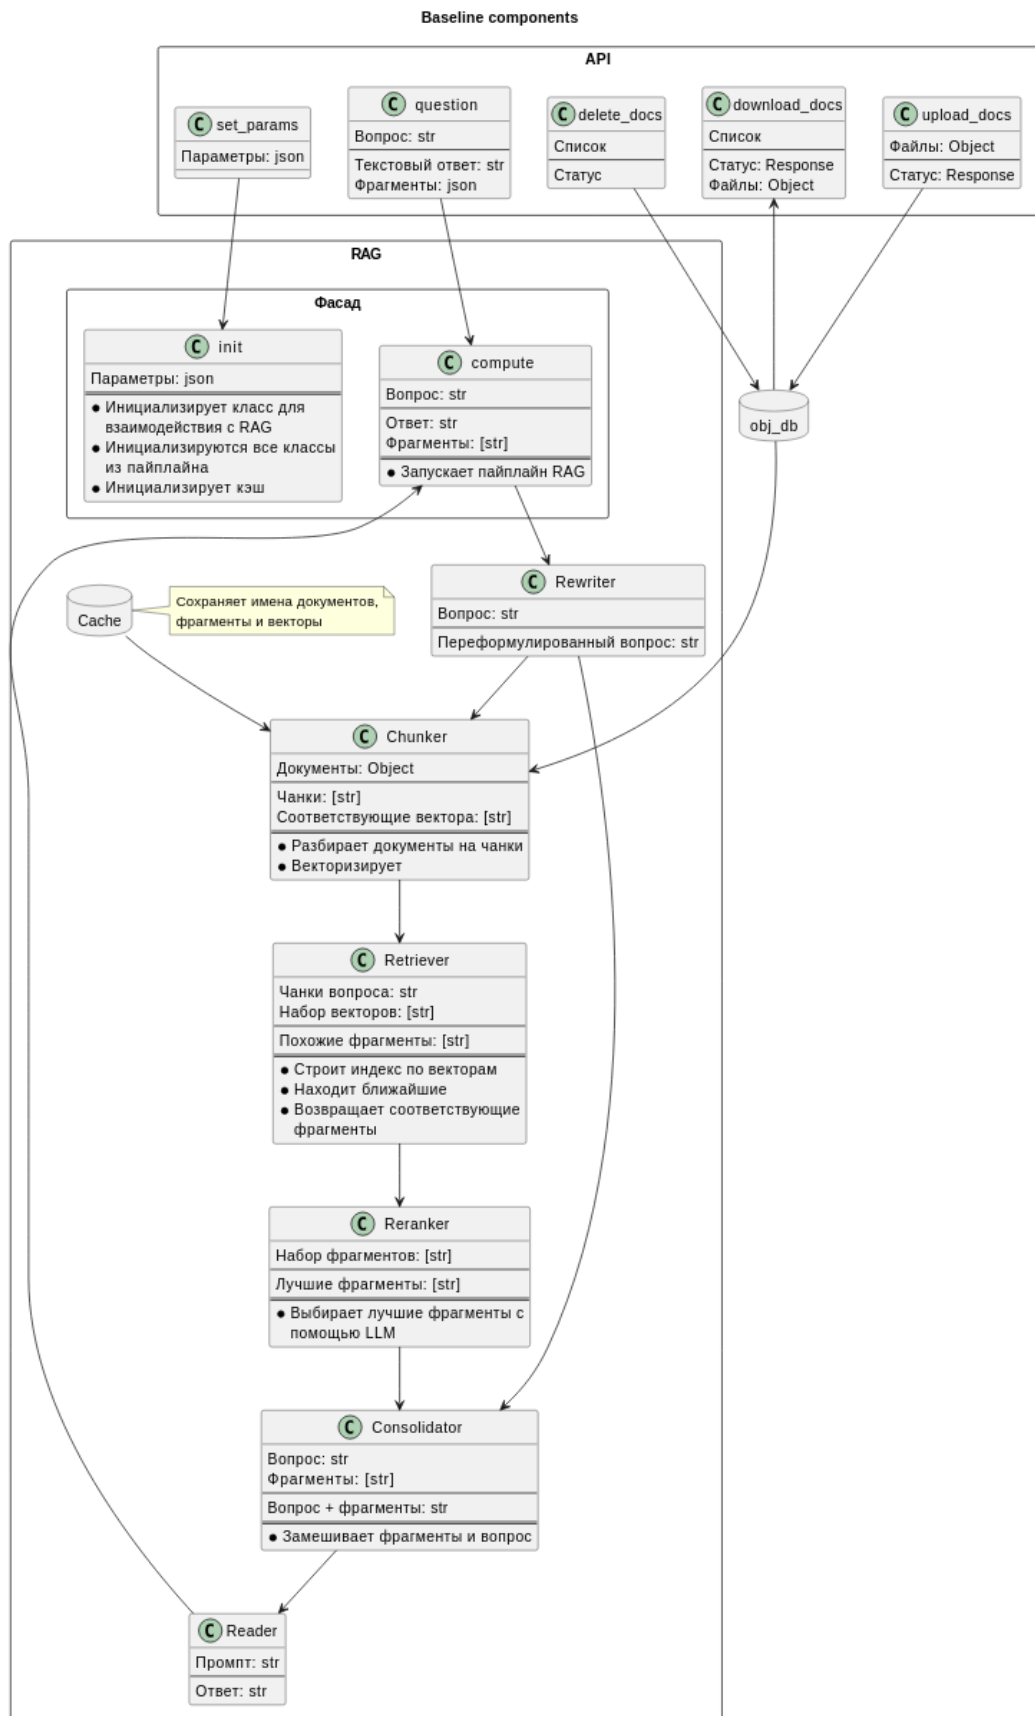 Baseline components
API
C set_params
Параметры: json
C question
Вопрос: str
Текстовый ответ: str
Фрагменты: json
C delete_docs
Список
Статус
C download_docs
Список
Статус: Response
Файлы: Object
C upload_docs
Файлы: Object
Статус: Response
RAG
Фасад
C init
Параметры: json
• Инициализирует класс для
взаимодействия с RAG
• Инициализируются все классы
из пайплайна
• Инициализирует кэш
C compute
Вопрос: str
Ответ: str
Фрагменты: [str]
• Запускает пайплайн RAG
obj_db
Cache
Сохраняет имена документов,
фрагменты и векторы
C Rewriter
Вопрос: str
Переформулированный вопрос: str
C Chunker
Документы: Object
Чанки: [str]
Соответствующие вектора: [str]
• Разбирает документы на чанки
• Векторизирует
C Retriever
Чанки вопроса: str
Набор векторов: [str]
Похожие фрагменты: [str]
• Строит индекс по векторам
• Находит ближайшие
• Возвращает соответствующие
фрагменты
C Reranker
Набор фрагментов: [str]
Лучшие фрагменты: [str]
• Выбирает лучшие фрагменты с
помощью LLM
C Consolidator
Вопрос: str
Фрагменты: [str]
Вопрос + фрагменты: str
• Замешивает фрагменты и вопрос
C Reader
Промпт: str
Ответ: str